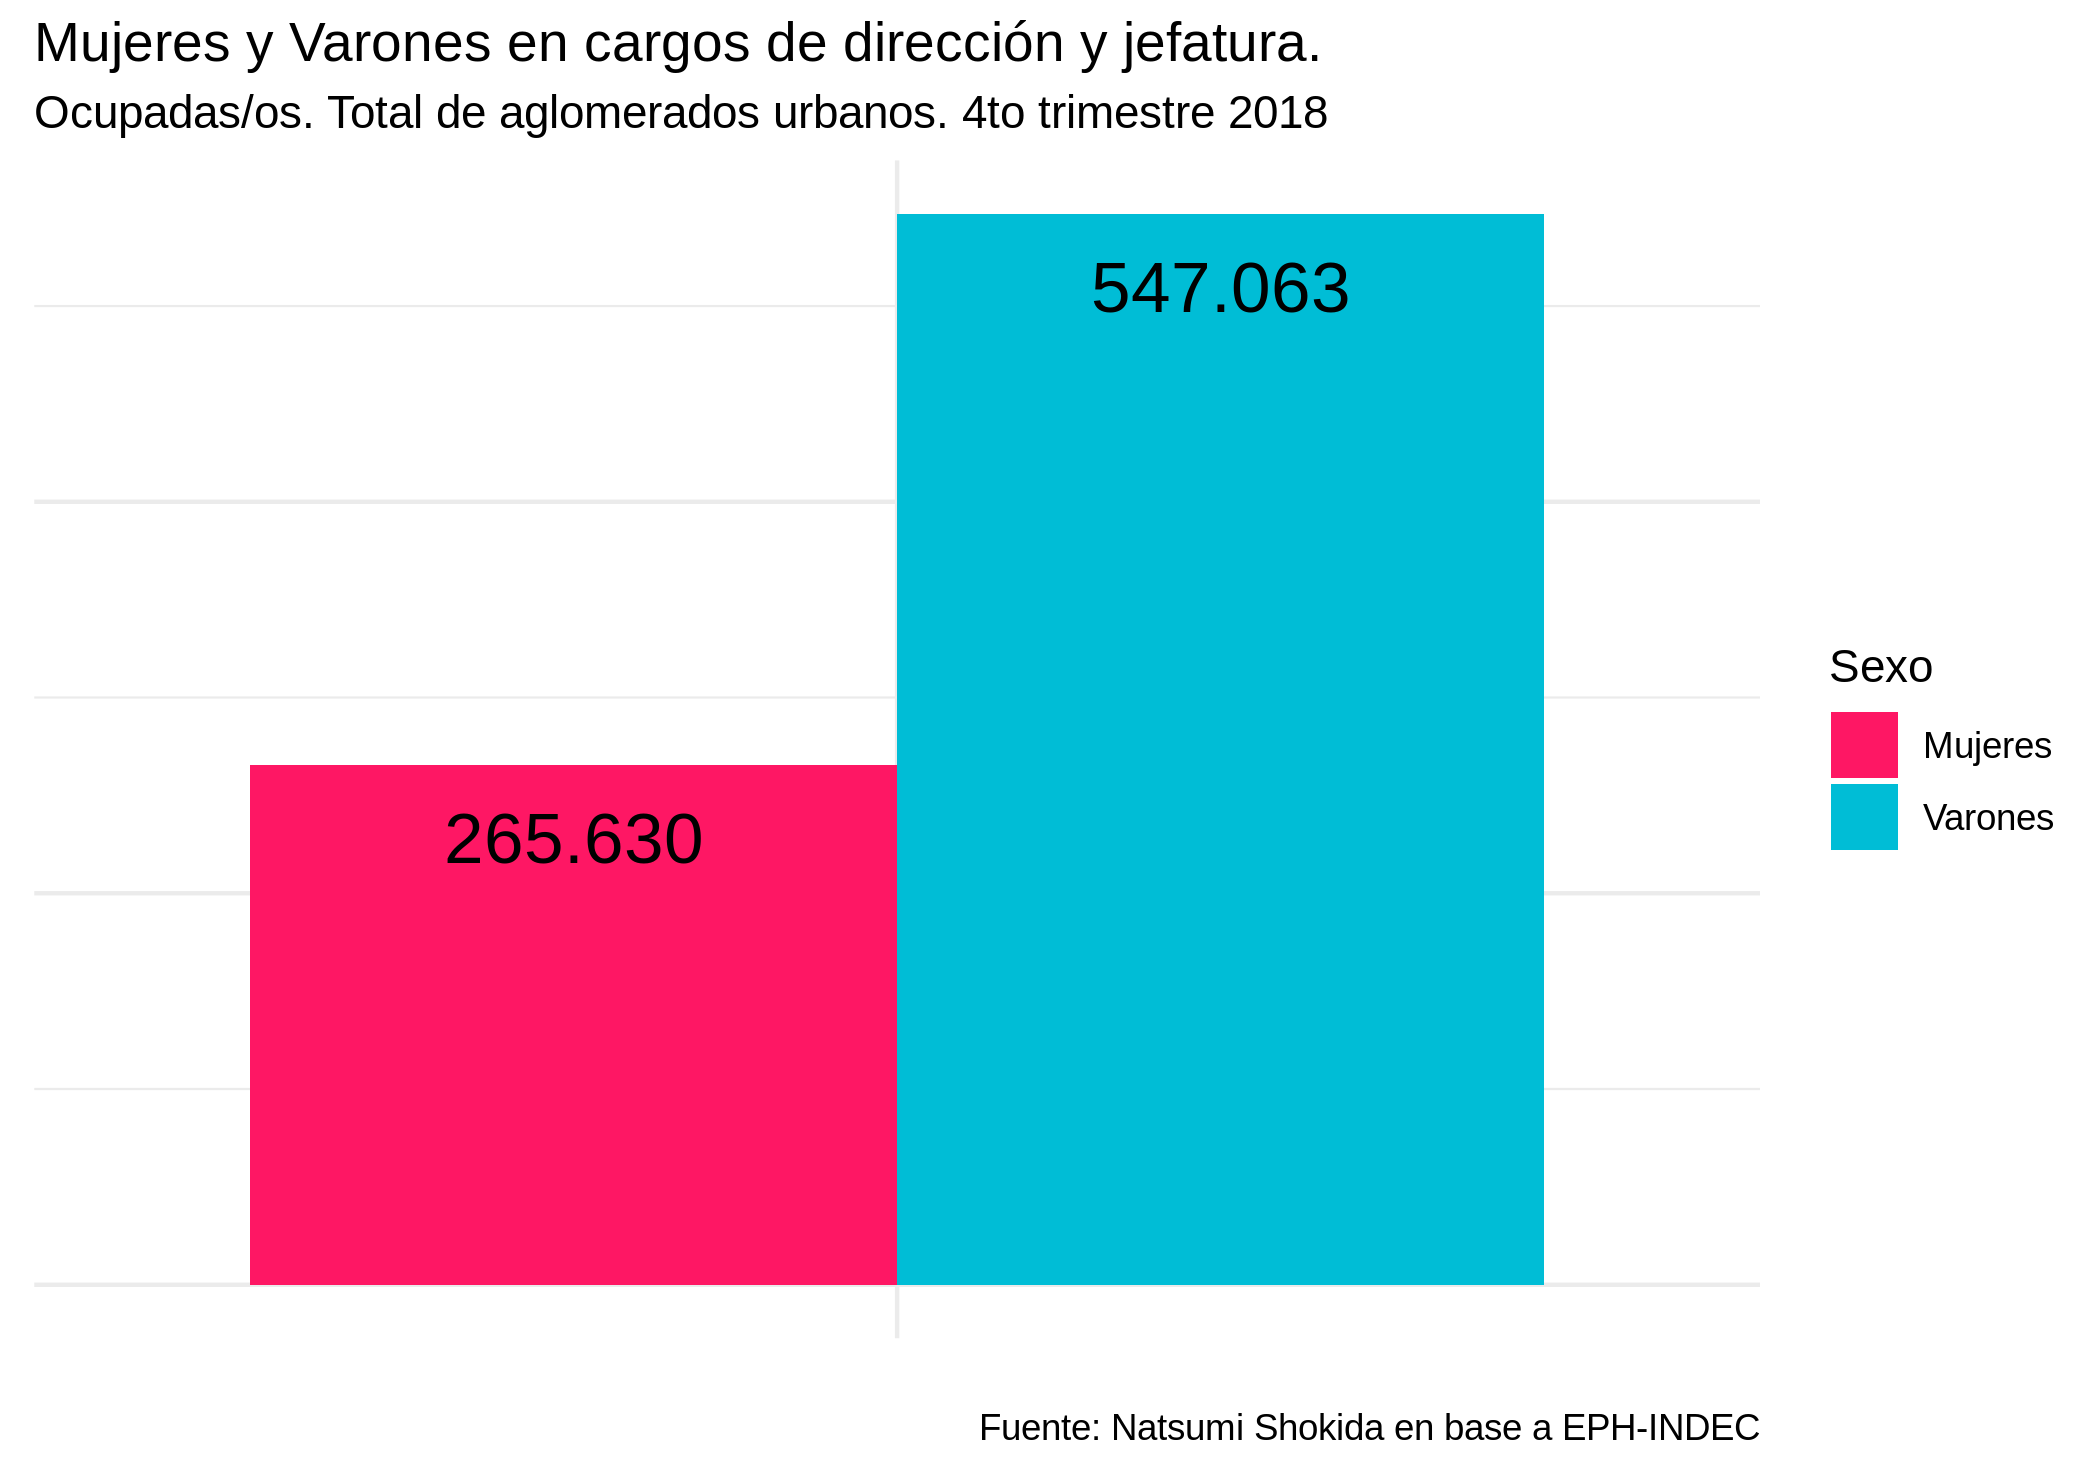 Mujeres y Varones en cargos de dirección y jefatura.
Ocupadas/os. Total de aglomerados urbanos. 4to trimestre 2018
547.063
265.630
Sexo
Mujeres
Varones
Fuente: Natsumi Shokida en base a EPH-INDEC